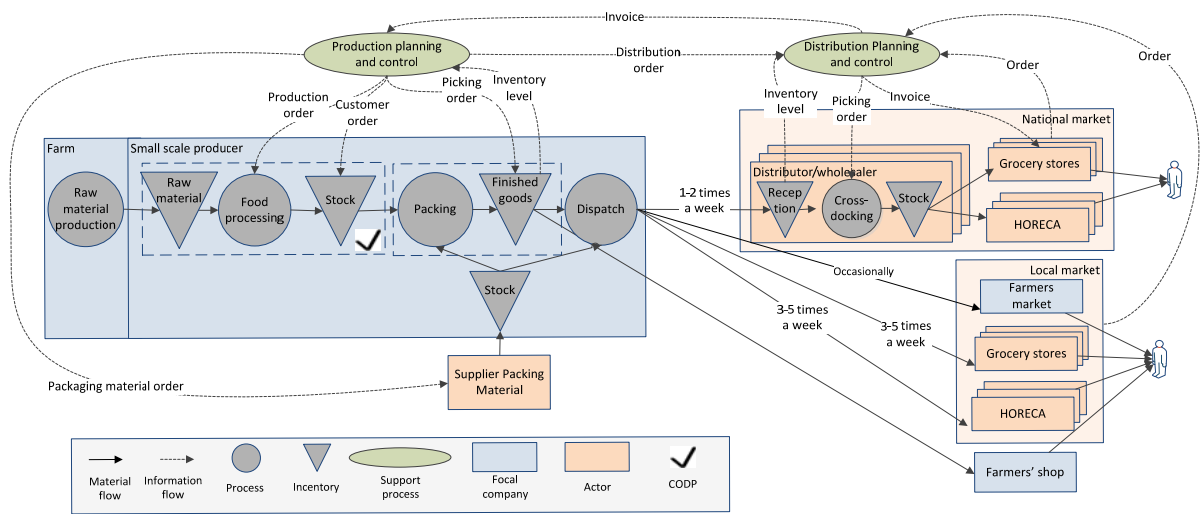 Invoice
Production planning
and control
Distribution
order
Distribution Planning
and control
Order
Order
Picking
order
Inventory
level
Production
order
Customer
order
Inventory
level
Picking
order
Invoice
National market
Farm
Small scale producer
Raw
material
production
Raw
material
Food
processing
Stock
Packing
Finished
goods
Dispatch
1-2 times
a week
Distributor/wholesaler
Recep
tion
Cross-
docking
Stock
Grocery stores
HORECA
Stock
Occasionally
Local market
Farmers
market
3-5 times
a week
3-5 times
a week
Grocery stores
HORECA
Packaging material order
Supplier Packing
Material
Farmers' shop
Material
flow
Information
flow
Process
Inventory
Support
process
Focal
company
Actor
CODP